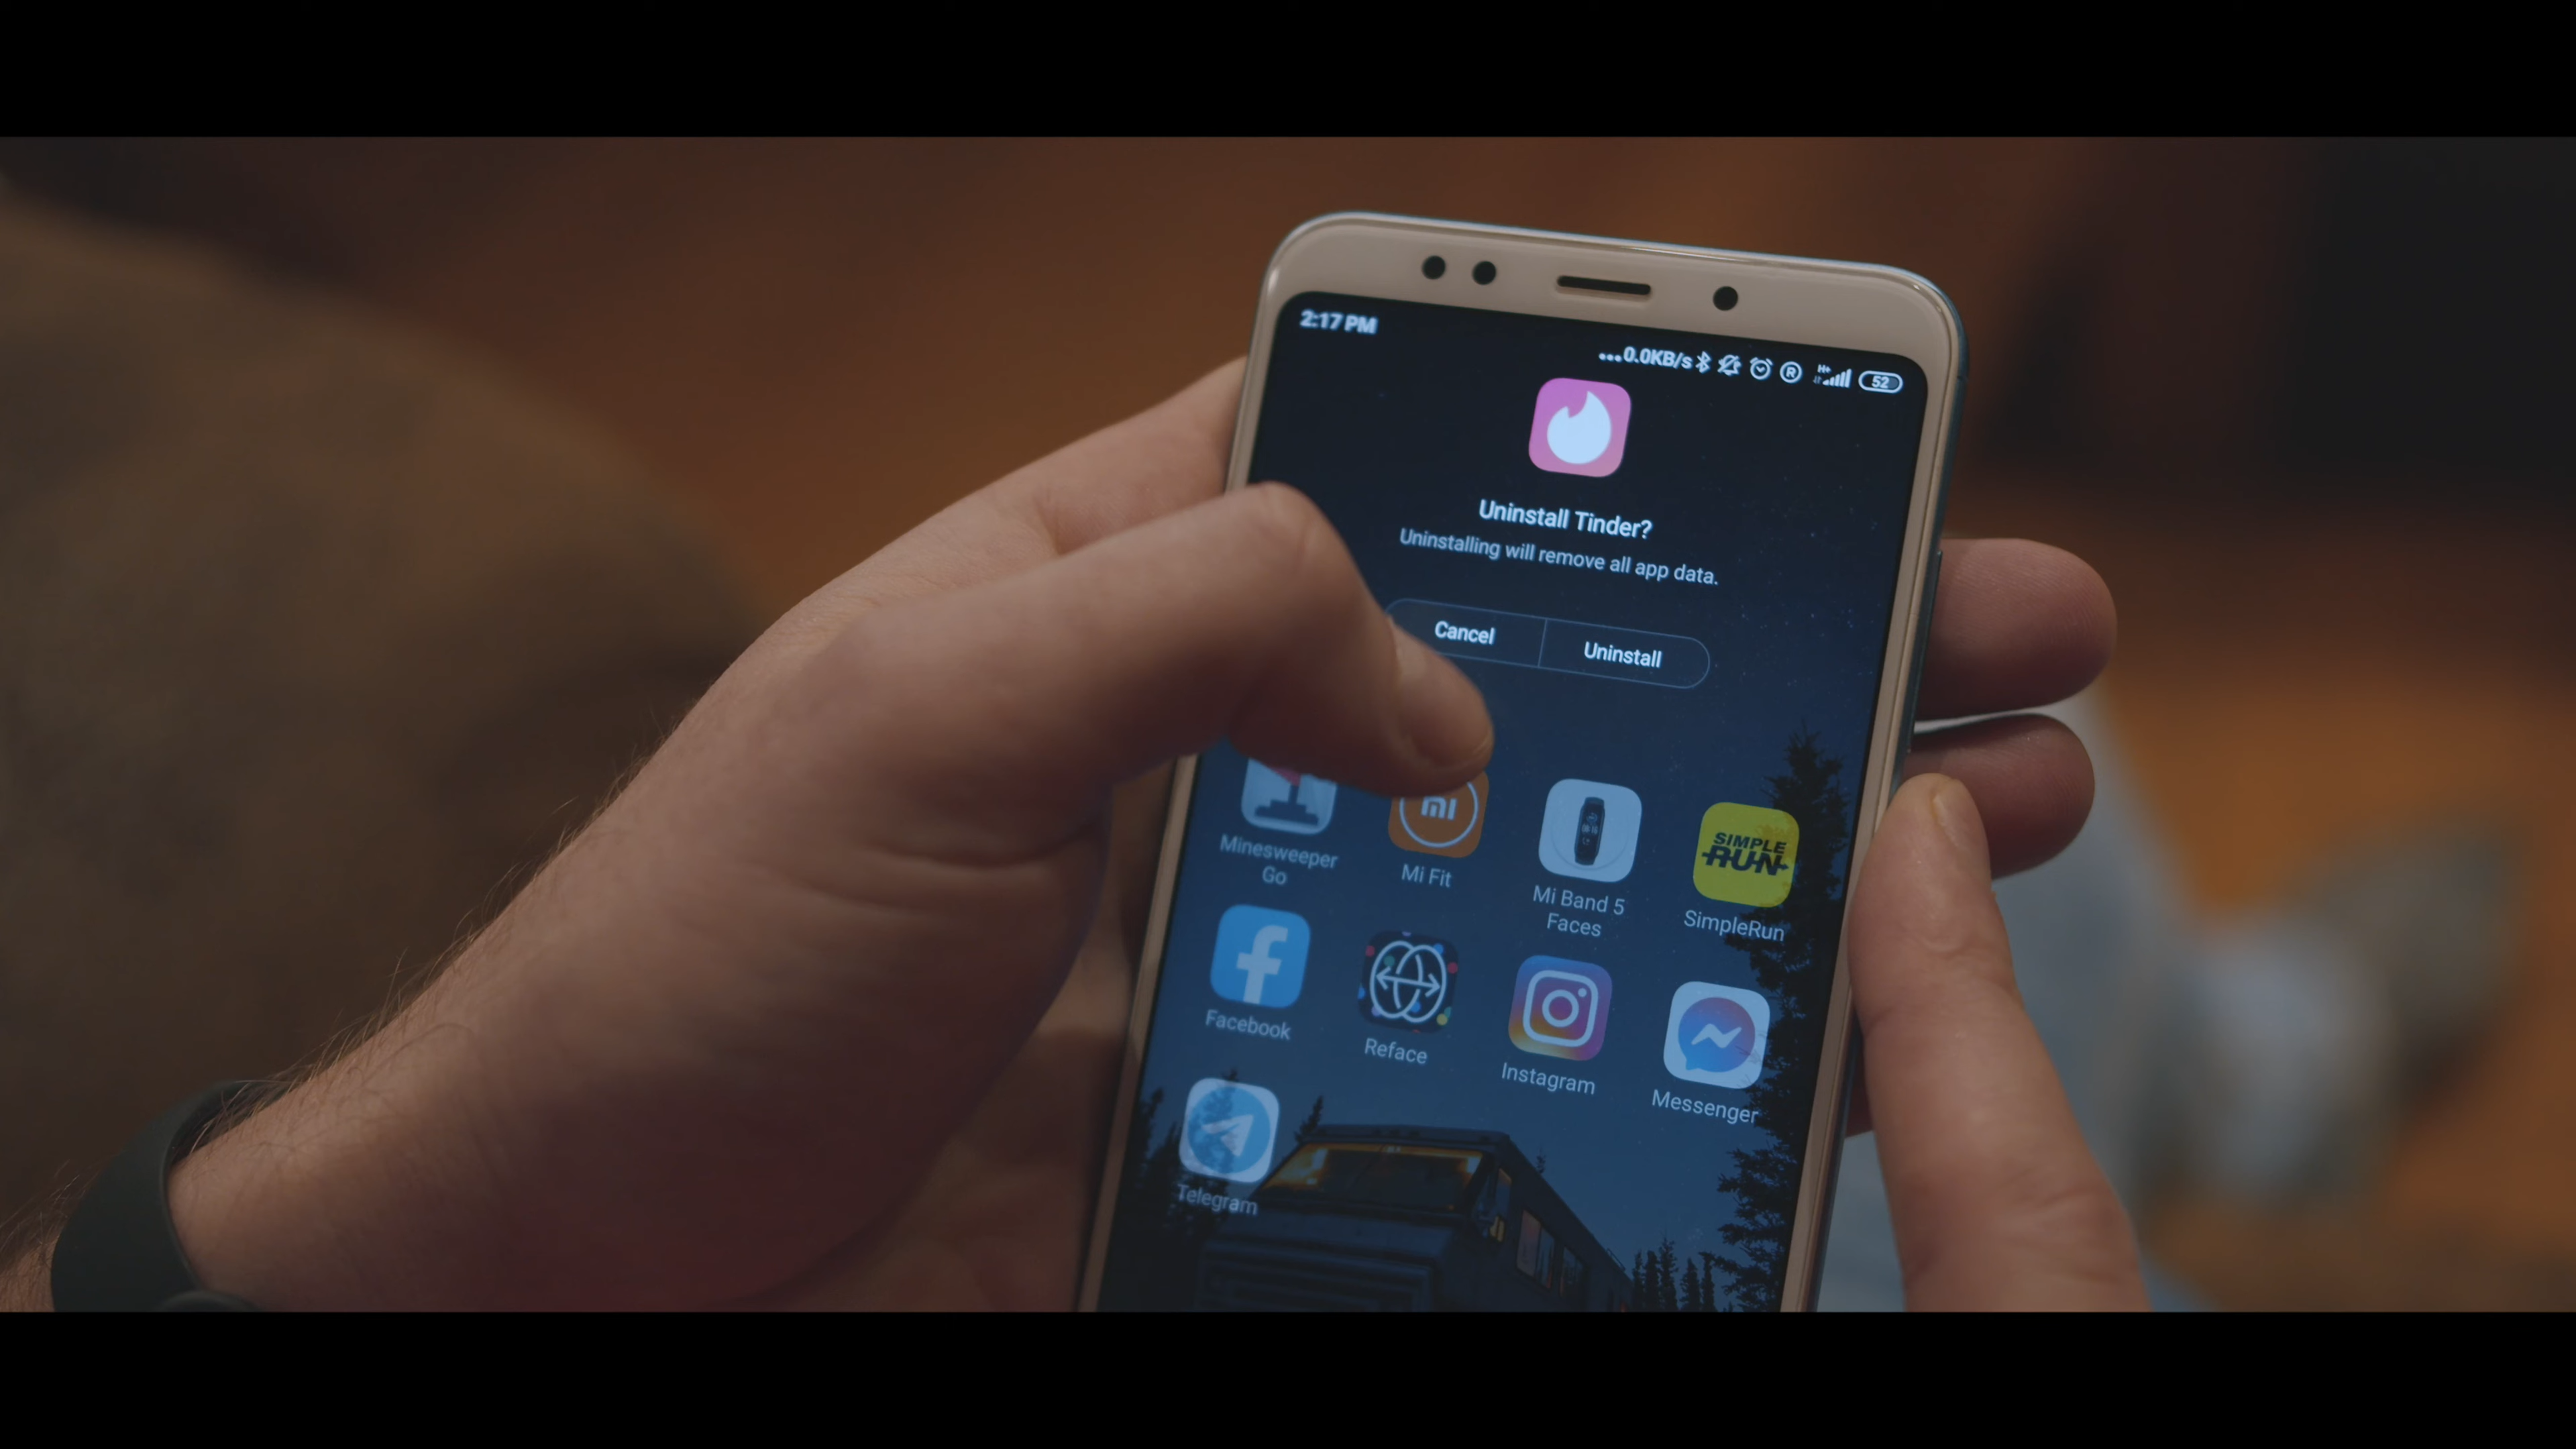 2:17 PM
...0.0KB/s
R
H+
52
Uninstall Tinder?
Uninstalling will remove all app data.
Cancel
Uninstall
mi
SIMPLE
RUN
Minesweeper
Go
Mi Fit
Mi Band 5
Faces
SimpleRun
Facebook
Reface
Instagram
Messenger
Telegram